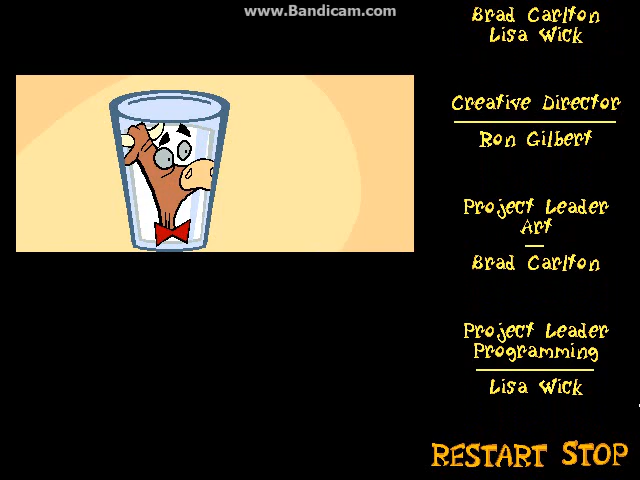 www.Bandicam.com
Brad Carlton
Lisa Wick
Creative Director
Ron Gilbert
Project Leader
Art
Brad Carlton
Project Leader
Programming
Lisa Wick
RESTART STOP